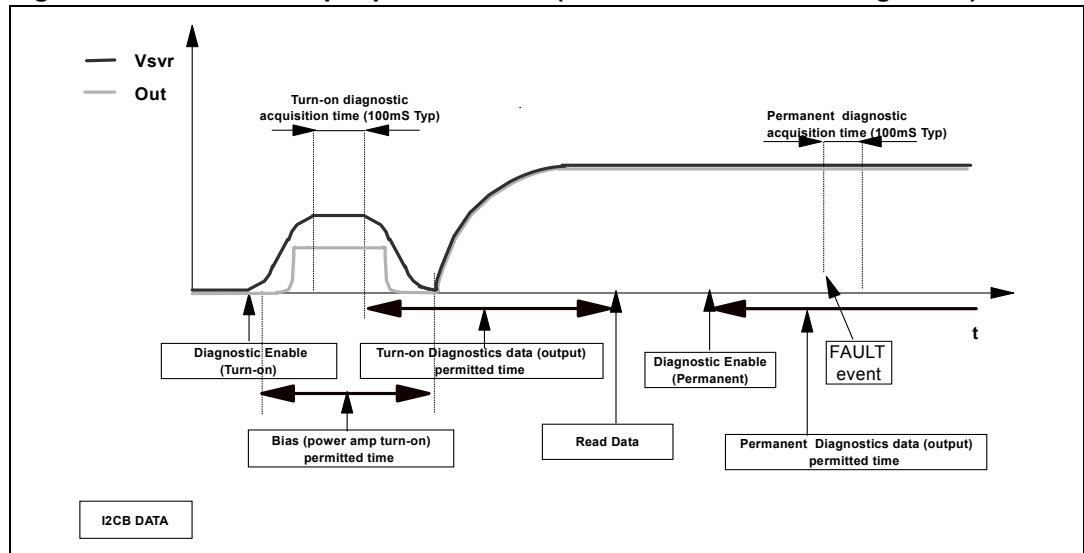 Vsvr
Out
Turn-on diagnostic
acquisition time (100mS Typ)
Permanent diagnostic
acquisition time (100mS Typ)
t
Diagnostic Enable
(Turn-on)
Turn-on Diagnostics data (output)
permitted time
Diagnostic Enable
(Permanent)
FAULT
event
Bias (power amp turn-on)
permitted time
Read Data
Permanent Diagnostics data (output)
permitted time
I2CB DATA